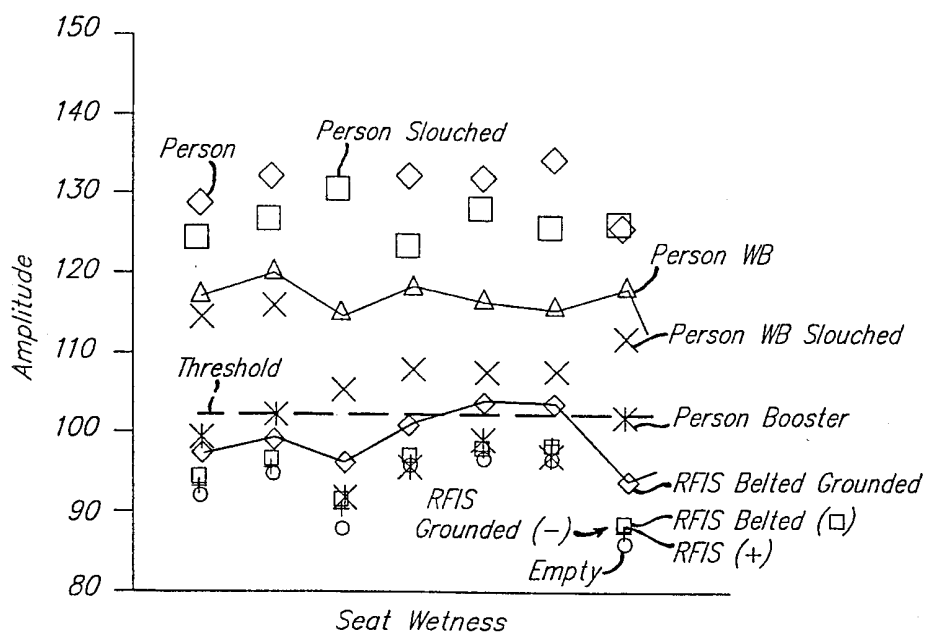 150
140
130
120
110
100
90
80
Amplitude
Seat Wetness
Person
Person Slouched
Person WB
Person WB Slouched
Threshold
Person Booster
RFIS Belted Grounded
RFIS
Grounded (-)
RFIS Belted (□)
RFIS (+)
Empty